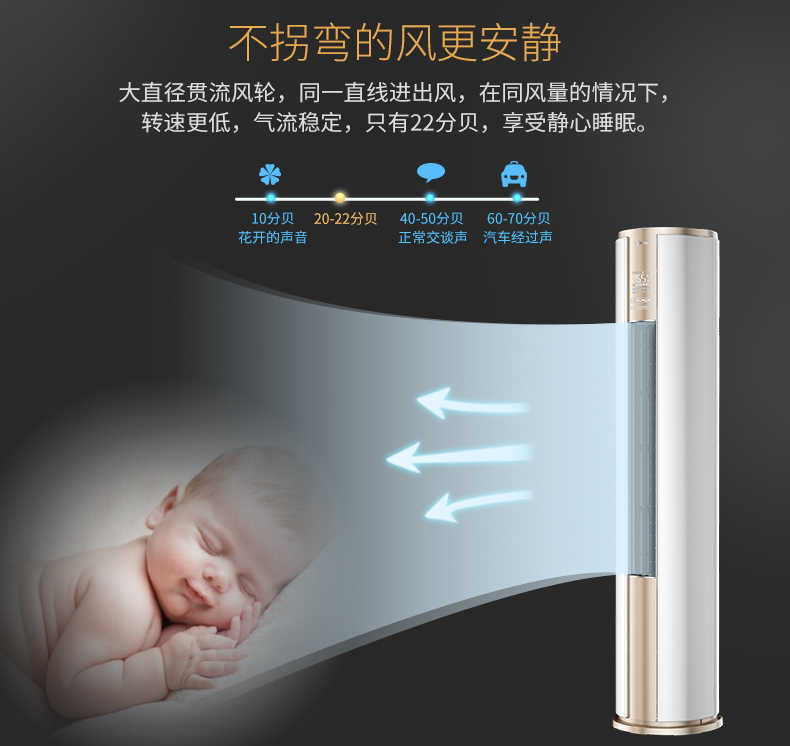 不拐弯的风更安静
大直径贯流风轮，同一直线进出风，在同风量的情况下，
转速更低，气流稳定，只有22分贝，享受静心睡眠。
10分贝
20-22分贝
40-50分贝
60-70分贝
花开的声音
正常交谈声
汽车经过声